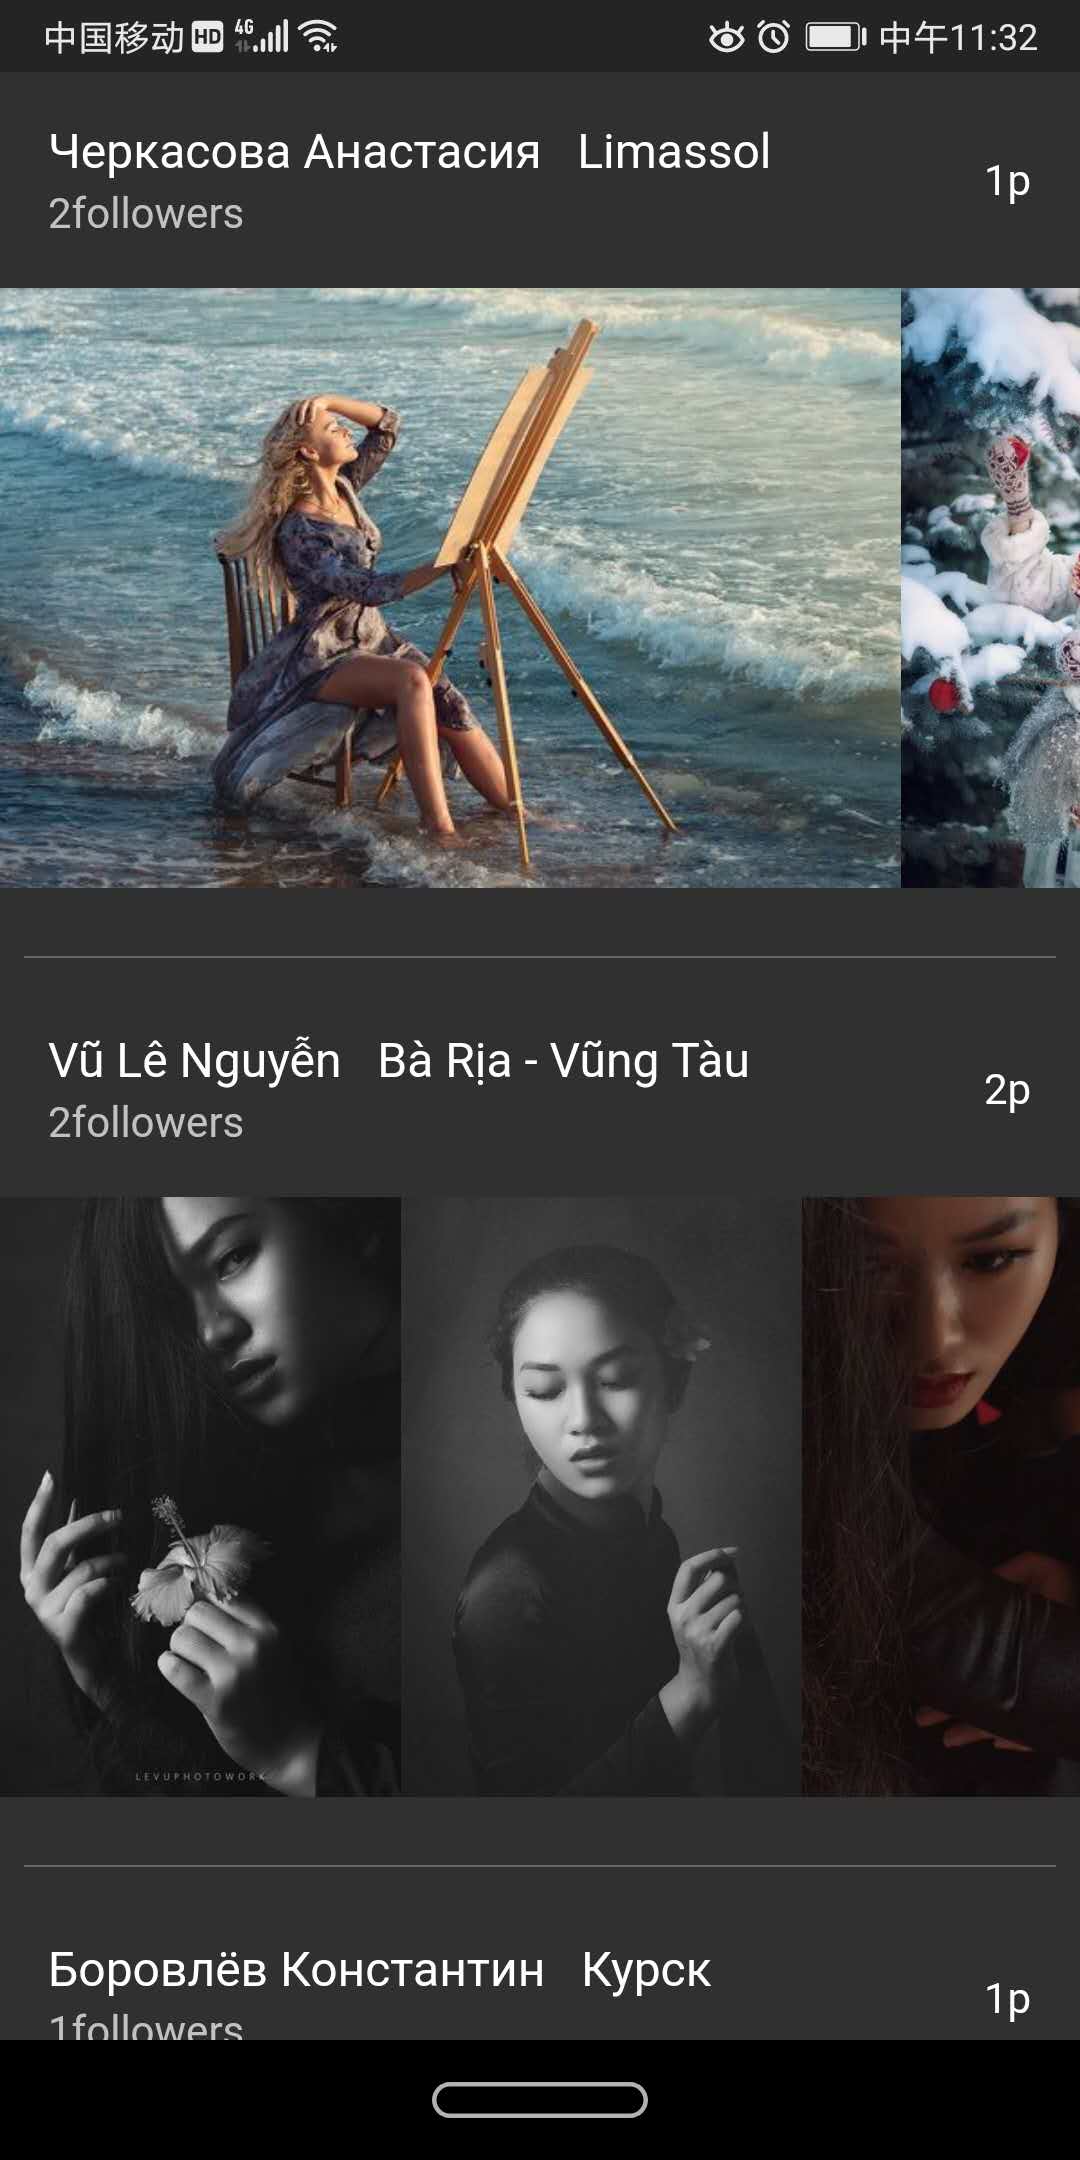 中国移动 HD 4G 中午11:32
Черкасова Анастасия Limassol
2followers
1p
Vũ Lê Nguyễn Bà Rịa - Vũng Tàu
2followers
2p
LEVUPHOTOWORK
Боровлёв Константин Курск
1followers
1p